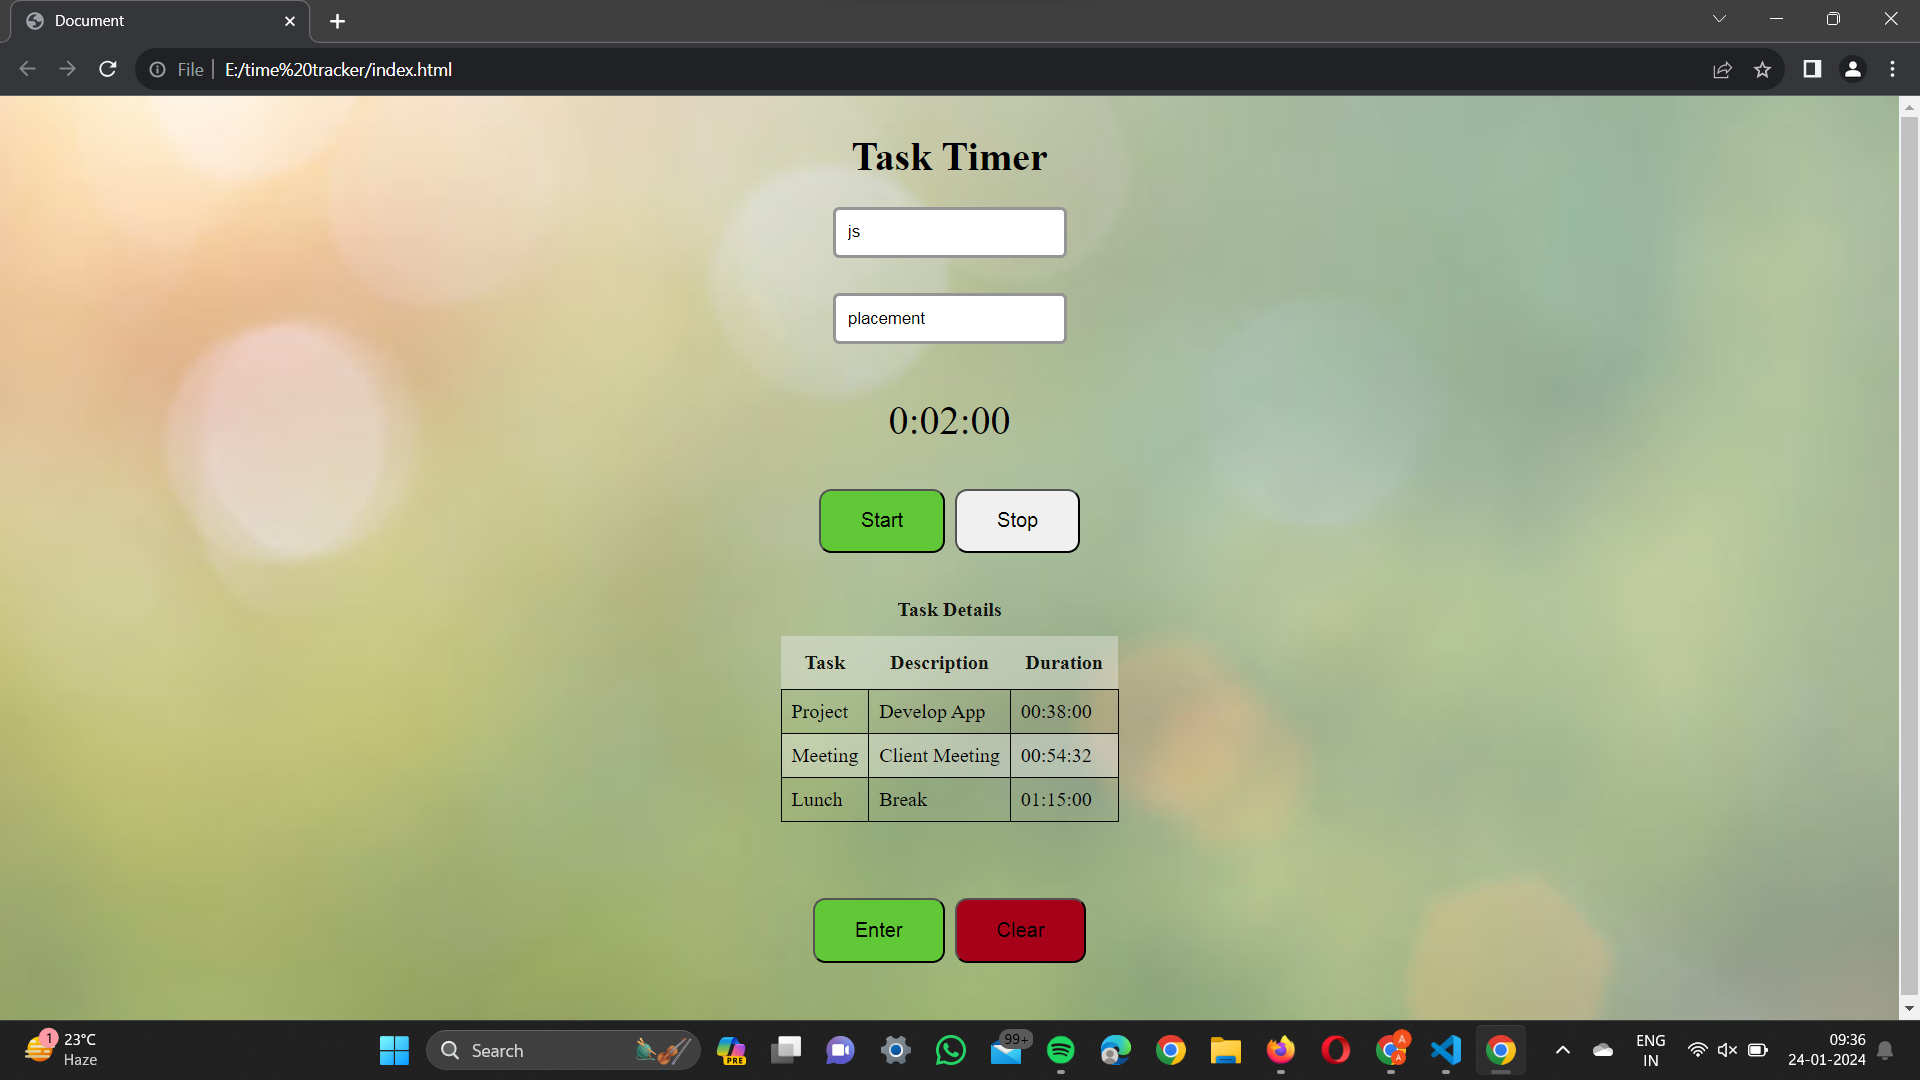 Document
File
E:/time%20tracker/index.html
Task Timer
js
placement
0:02:00
Start Stop
Task Details
Task Description Duration
Project Develop App 00:38:00
Meeting Client Meeting 00:54:32
Lunch Break 01:15:00
Enter Clear
1
23°C
Haze
Search
PRE
99+
A
A
ENG
IN
09:36
24-01-2024